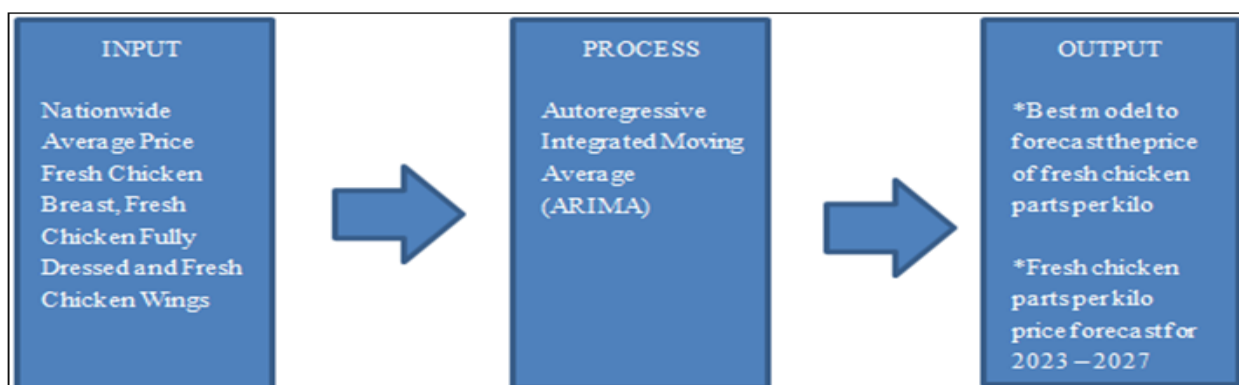 INPUT
Nationwide
Average Price
Fresh Chicken
Breast, Fresh
Chicken Fully
Dressed and Fresh
Chicken Wings
PROCESS
Autoregressive
Integrated Moving
Average
(ARIMA)
OUTPUT
*Best model to
forecast the price
of fresh chicken
parts per kilo
*Fresh chicken
parts per kilo
price forecast for
2023 – 2027